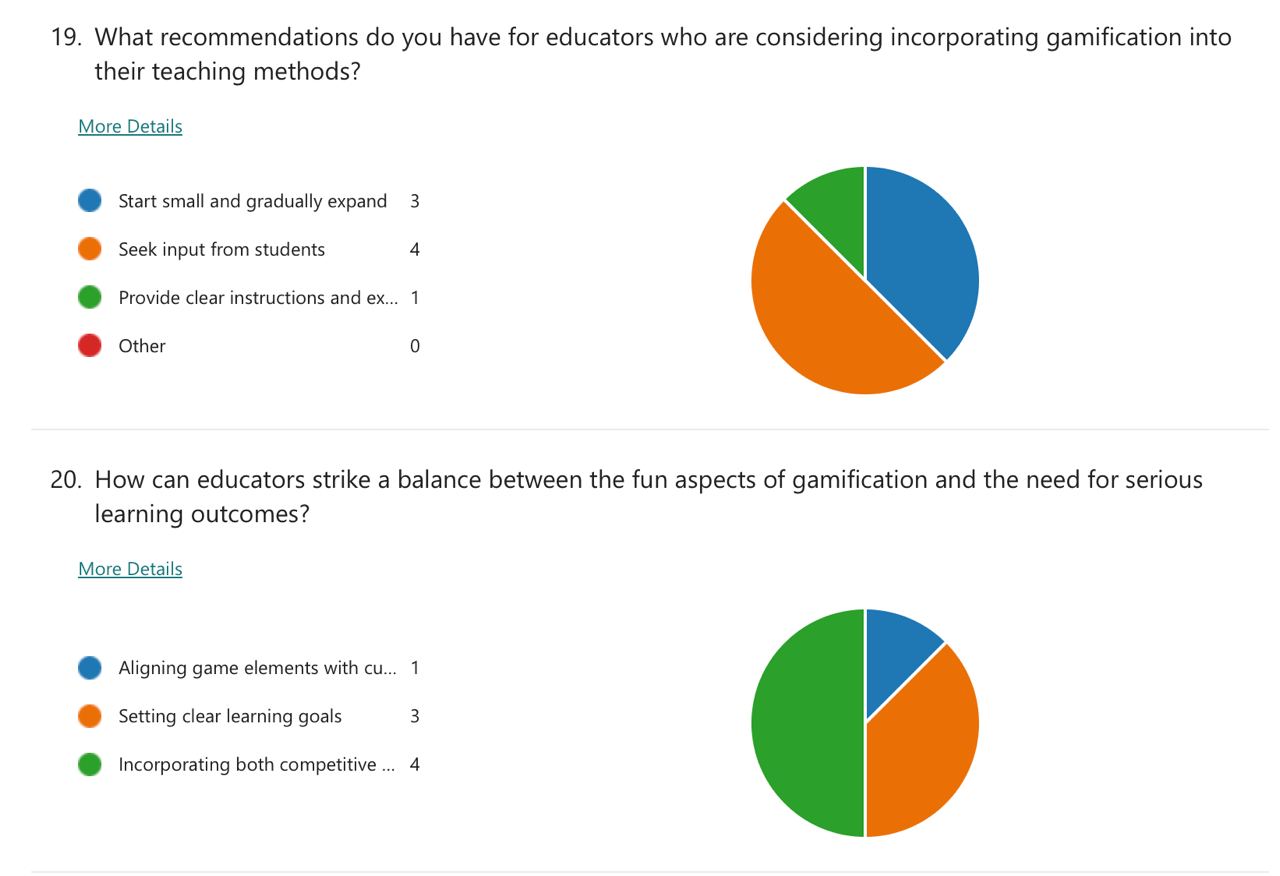 19. What recommendations do you have for educators who are considering incorporating gamification into
their teaching methods?
More Details
Start small and gradually expand 3
Seek input from students 4
Provide clear instructions and ex... 1
Other 0
20. How can educators strike a balance between the fun aspects of gamification and the need for serious
learning outcomes?
More Details
Aligning game elements with cu... 1
Setting clear learning goals 3
Incorporating both competitive ... 4